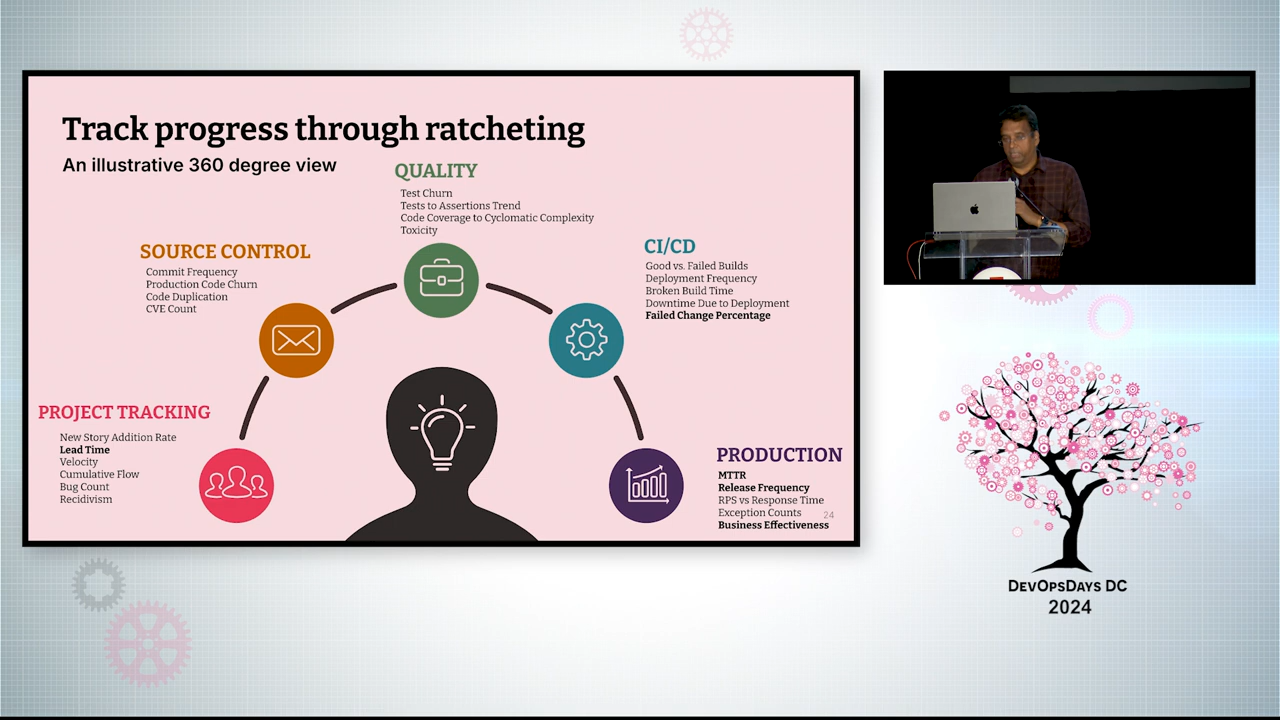 Track progress through ratcheting
An illustrative 360 degree view
QUALITY
Test Churn
Tests to Assertions Trend
Code Coverage to Cyclomatic Complexity
Toxicity
SOURCE CONTROL
Commit Frequency
Production Code Churn
Code Duplication
CVE Count
CI/CD
Good vs. Failed Builds
Deployment Frequency
Broken Build Time
Downtime Due to Deployment
Failed Change Percentage
PROJECT TRACKING
New Story Addition Rate
Lead Time
Velocity
Cumulative Flow
Bug Count
Recidivism
PRODUCTION
MTTR
Release Frequency
RPS vs Response Time
Exception Counts
Business Effectiveness
24
DEVOPSDAYS DC
2024